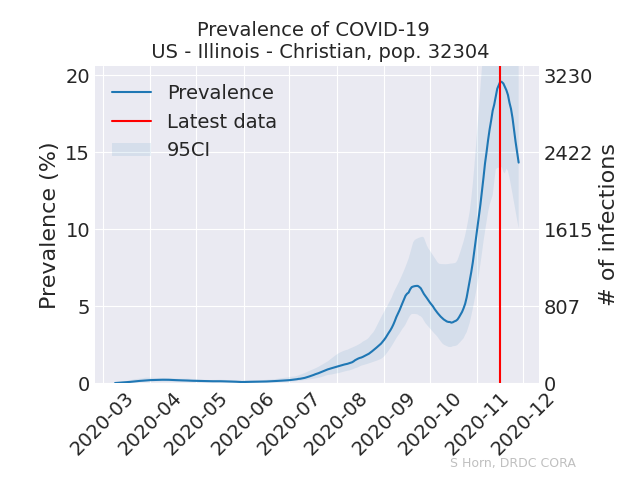 Prevalence of COVID-19
US - Illinois - Christian, pop. 32304
Prevalence
Latest data
95CI
Prevalence (%)
20
15
10
5
0
3230
2422
1615
807
0
# of infections
2020-03
2020-04
2020-05
2020-06
2020-07
2020-08
2020-09
2020-10
2020-11
2020-12
S Horn, DRDC CORA